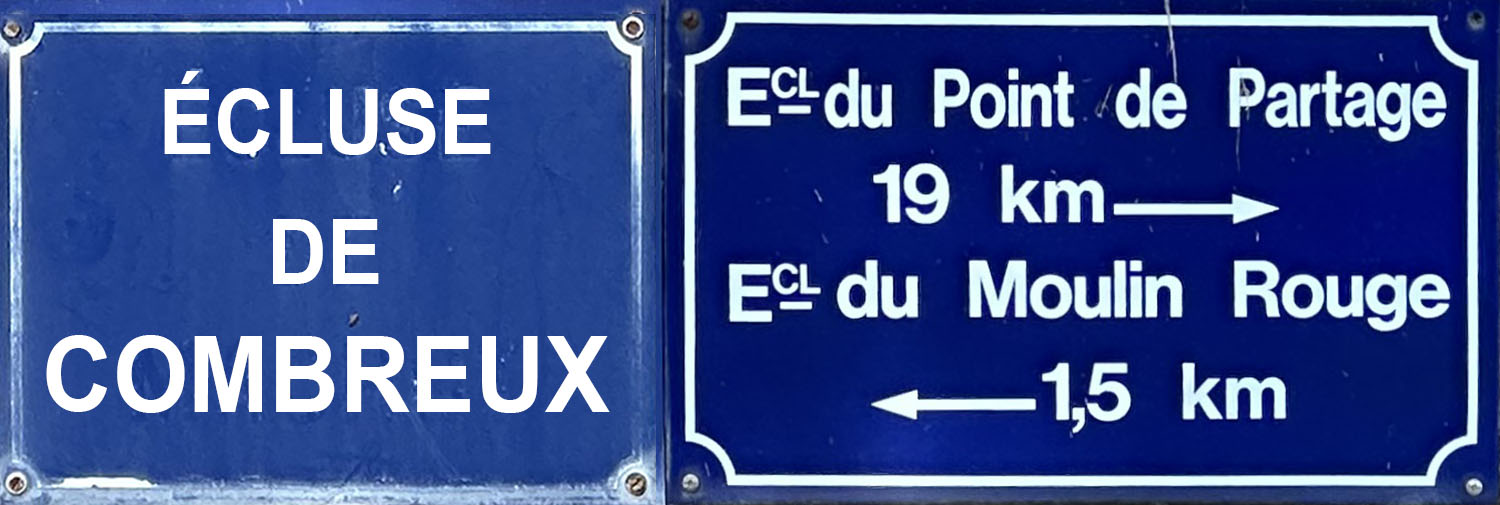 ÉCLUSE
DE
COMBREUX
ECL du Point de Partage
19 km
ECL du Moulin Rouge
1,5 km